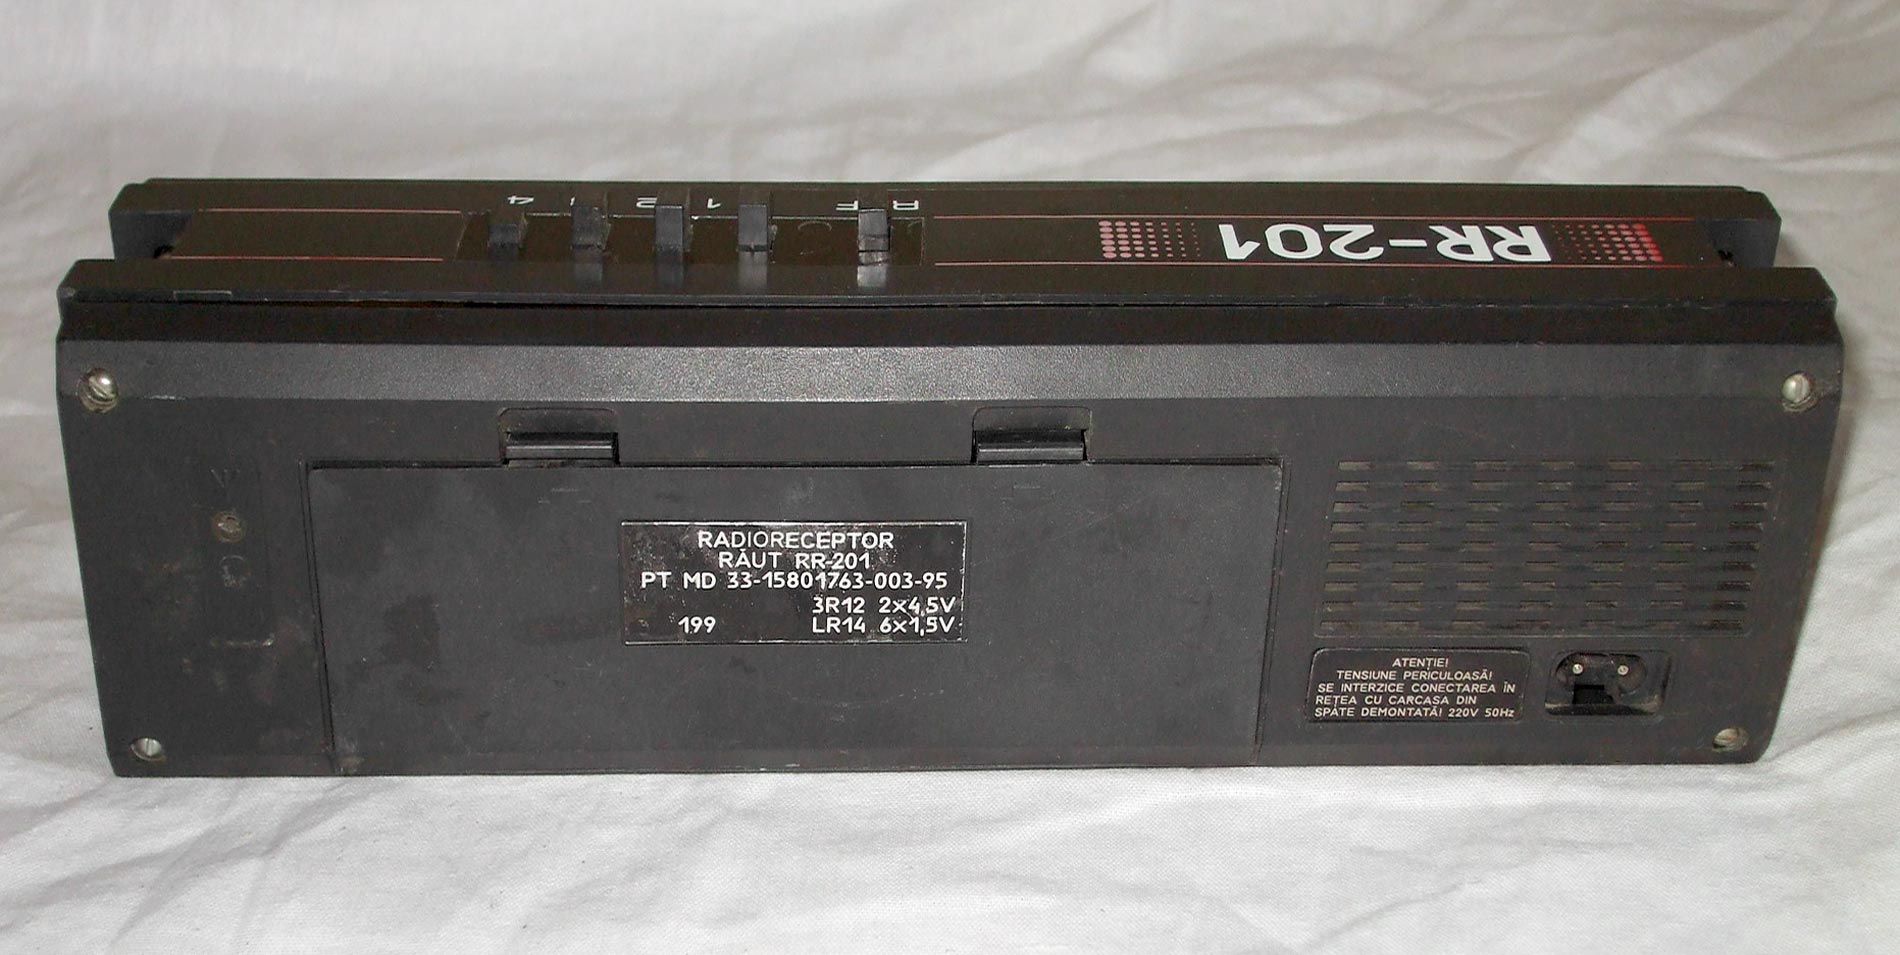 4 2 1 F R
RR-201
RADIORECEPTOR
RĂUT RR-201
PT MD 33-15801763-003-95
3R12 2x4,5V
199 LR14 6x1,5V
ATENȚIE!
TENSIUNE PERICULOASĂ!
SE INTERZICE CONECTAREA ÎN
REȚEA CU CARCASA DIN
SPATE DEMONTATĂ! 220V 50Hz